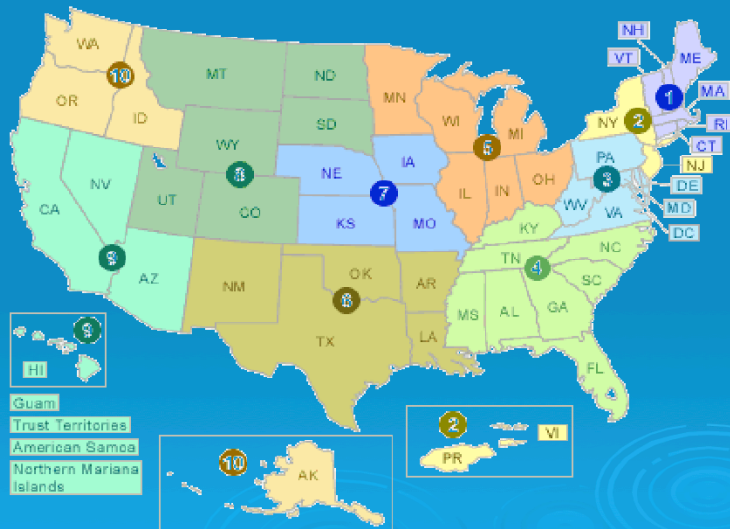 NH
VT
ME
WA
10
MT
ND
MN
1
MA
OR
ID
WI
MI
NY
2
RI
SD
CT
WY
5
PA
NJ
8
NE
IA
3
DE
NV
UT
CO
7
IL
IN
OH
WV
VA
MD
CA
KS
MO
KY
DC
9
AZ
NM
OK
6
AR
TN
4
NC
SC
TX
LA
MS
AL
GA
9
HI
FL
Guam
Trust Territories
American Samoa
Northern Mariana
Islands
10
AK
2
VI
PR